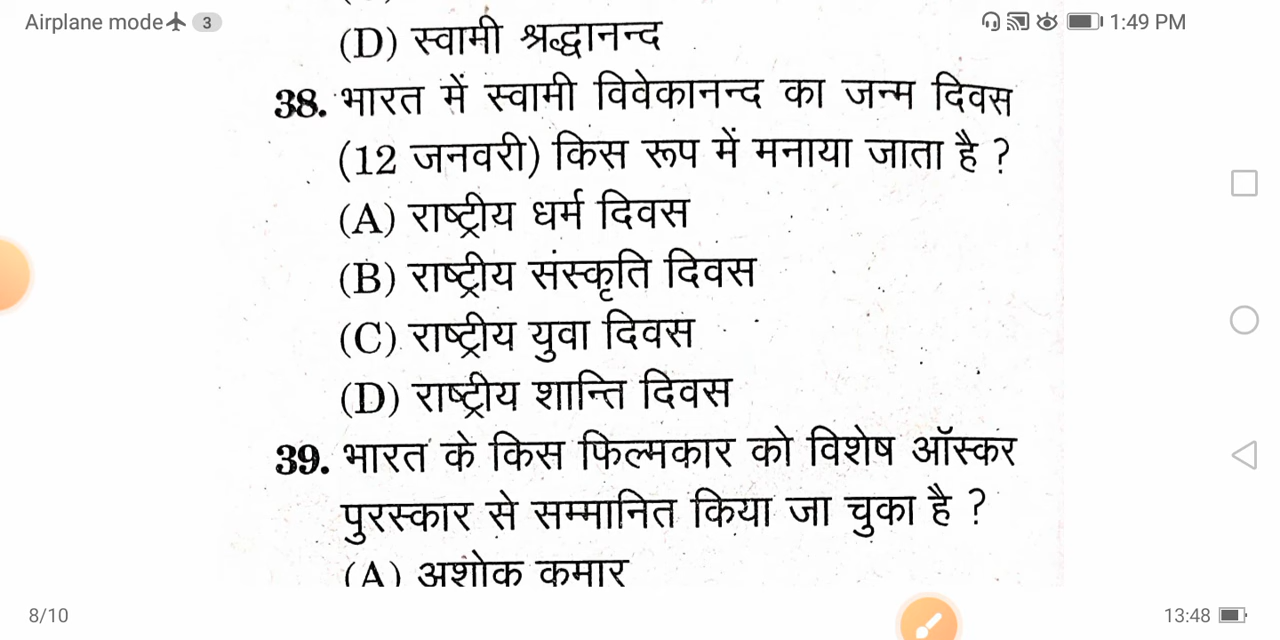 Airplane mode 3 1:49 PM
(D) स्वामी श्रद्धानन्द
38. भारत में स्वामी विवेकानन्द का जन्म दिवस
(12 जनवरी) किस रूप में मनाया जाता है ?
(A) राष्ट्रीय धर्म दिवस
(B) राष्ट्रीय संस्कृति दिवस
(C) राष्ट्रीय युवा दिवस
(D) राष्ट्रीय शान्ति दिवस
39. भारत के किस फिल्मकार को विशेष ऑस्कर
पुरस्कार से सम्मानित किया जा चुका है ?
(A) अशोक कमार
8/10 13:48